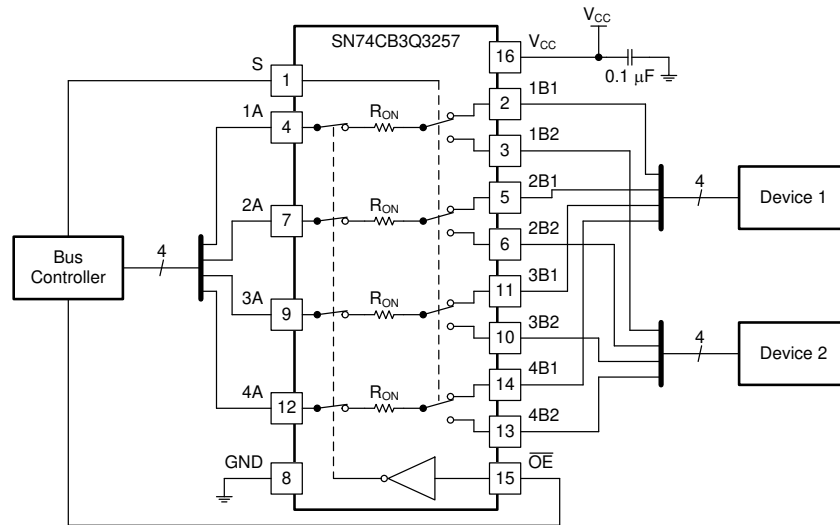 SN74CB3Q3257
VCC
S
1
16
VCC
0.1 μF
1A
4
RON
2
1B1
3
1B2
2A
7
RON
5
2B1
6
2B2
4
Device 1
Bus
Controller
4
3A
9
RON
11
3B1
10
3B2
4
Device 2
4A
12
RON
14
4B1
13
4B2
GND
8
15
OE